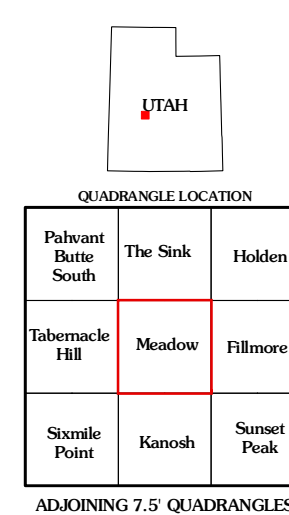 UTAH
QUADRANGLE LOCATION
Pahvant
Butte
South
The Sink
Holden
Tabernacle
Hill
Meadow
Fillmore
Sixmile
Point
Kanosh
Sunset
Peak
ADJOINING 7.5' QUADRANGLES